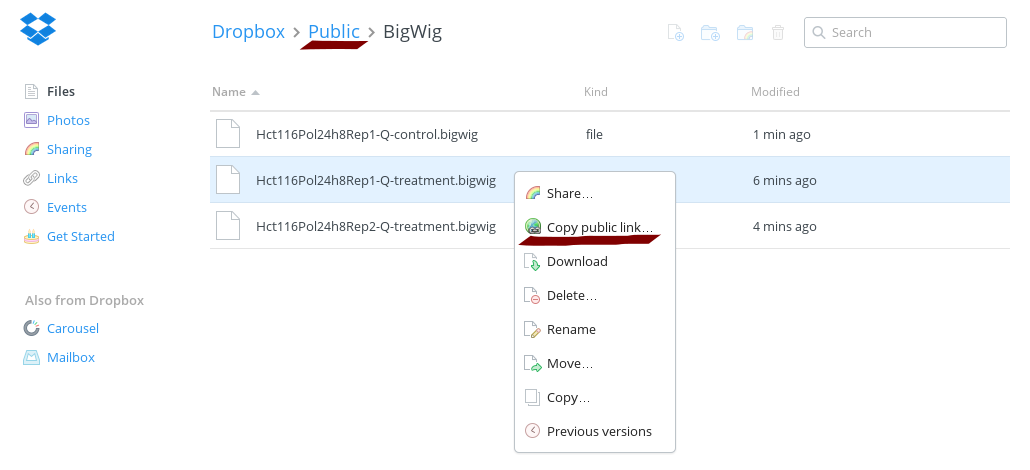 Dropbox > Public > BigWig
Search
Files
Photos
Sharing
Links
Events
Get Started
Also from Dropbox
Carousel
Mailbox
Name Kind Modified
Hct116Pol24h8Rep1-Q-control.bigwig file 1 min ago
Hct116Pol24h8Rep1-Q-treatment.bigwig 6 mins ago
Hct116Pol24h8Rep2-Q-treatment.bigwig 4 mins ago
Share...
Copy public link...
Download
Delete...
Rename
Move...
Copy...
Previous versions